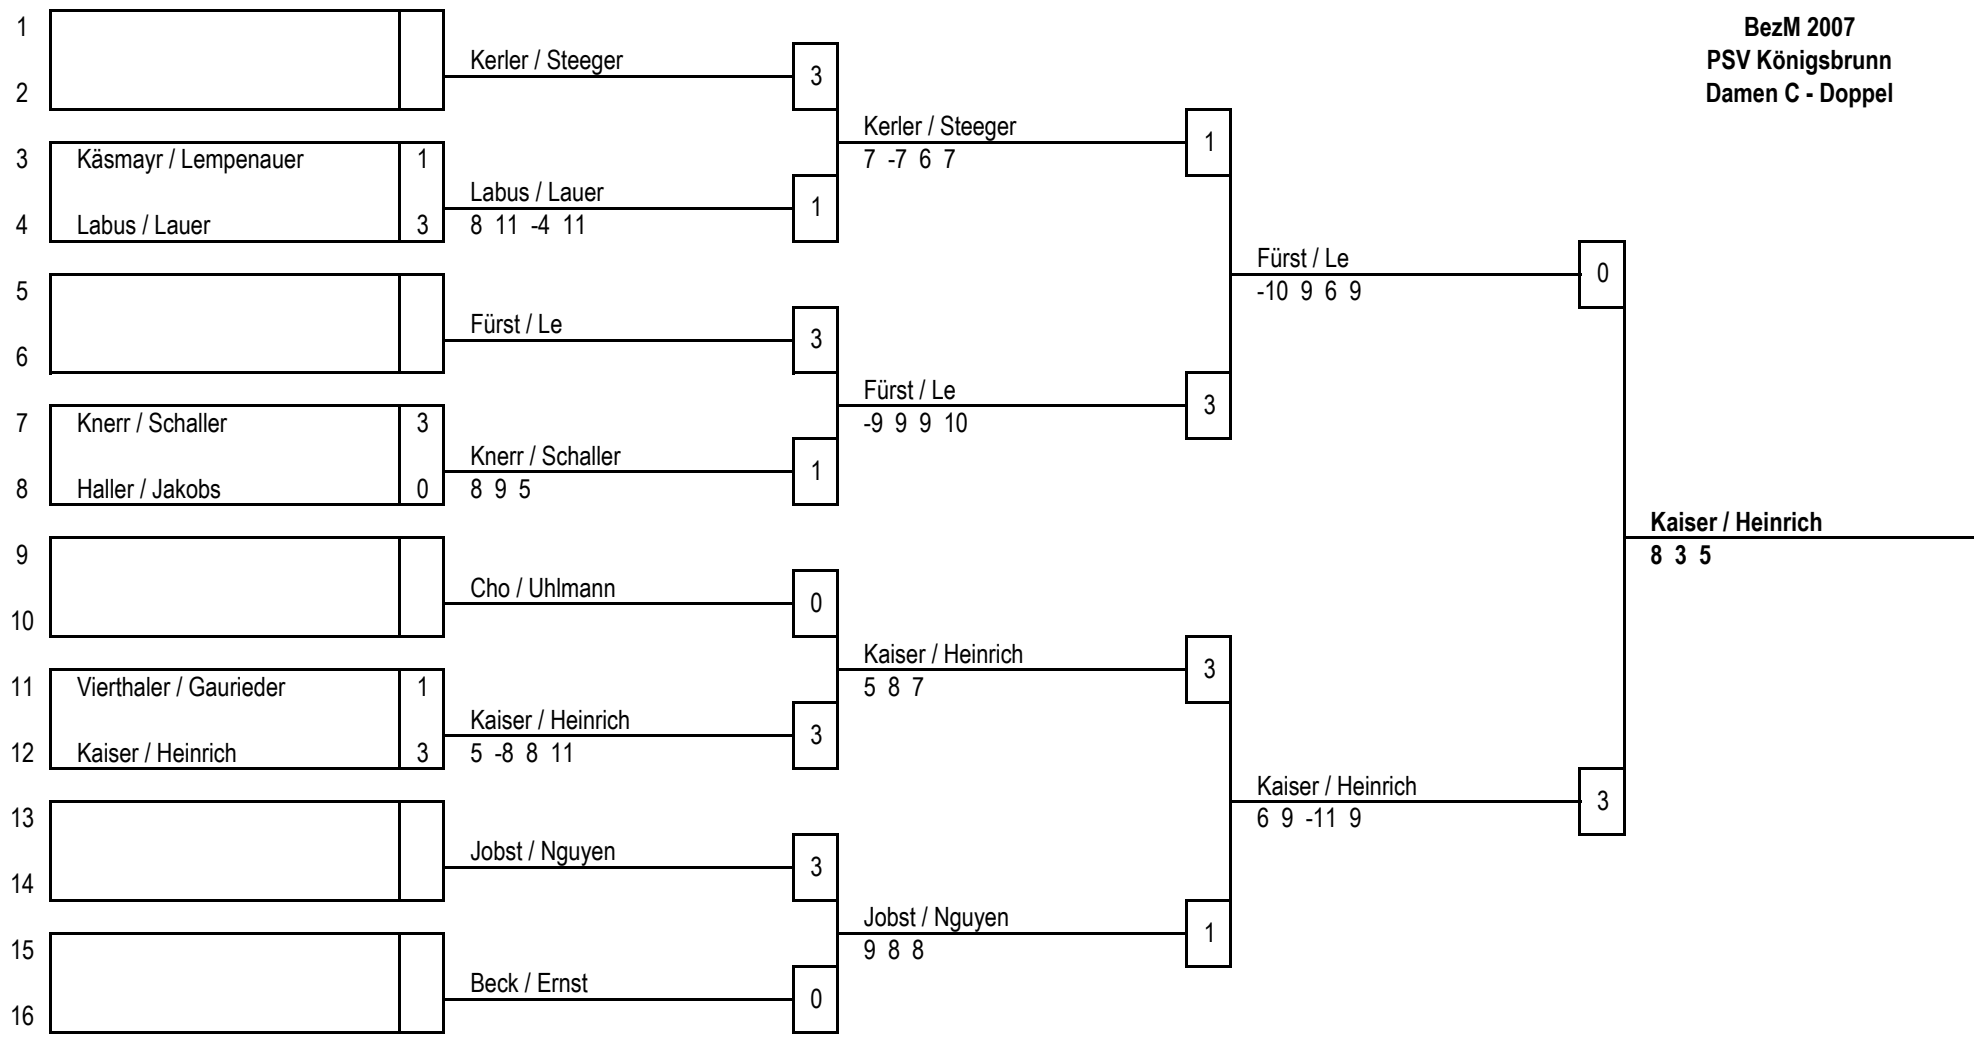 BezM 2007
PSV Königsbrunn
Damen C - Doppel
1
2
3 Käsmayr / Lempenauer 1
4 Labus / Lauer 3
5
6
7 Knerr / Schaller 3
8 Haller / Jakobs 0
9
10
11 Vierthaler / Gaurieder 1
12 Kaiser / Heinrich 3
13
14
15
16
Kerler / Steeger 3
Labus / Lauer 1
8 11 -4 11
Fürst / Le 3
Knerr / Schaller 1
8 9 5
Cho / Uhlmann 0
Kaiser / Heinrich 3
5 -8 8 11
Jobst / Nguyen 3
Beck / Ernst 0
Kerler / Steeger 1
7 -7 6 7
Fürst / Le 3
-9 9 9 10
Kaiser / Heinrich 3
5 8 7
Jobst / Nguyen 1
9 8 8
Fürst / Le 0
-10 9 6 9
Kaiser / Heinrich 3
6 9 -11 9
Kaiser / Heinrich
8 3 5